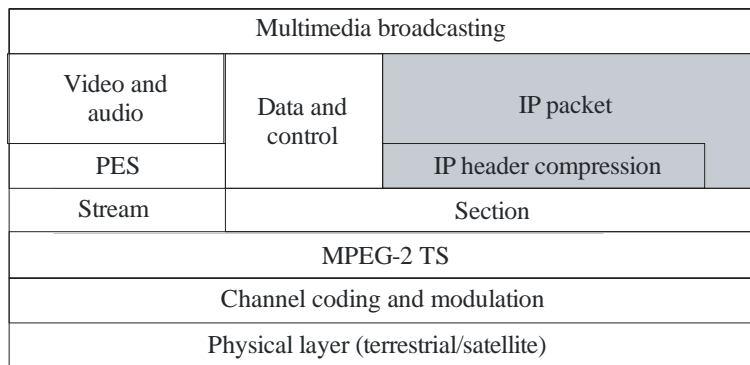 Multimedia broadcasting
Video and
audio
Data and
control
IP packet
PES
IP header compression
Stream
Section
MPEG-2 TS
Channel coding and modulation
Physical layer (terrestrial/satellite)